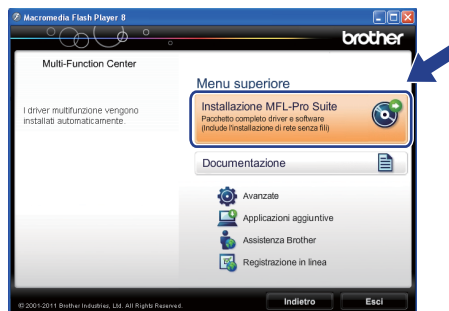 Macromedia Flash Player 8
brother
Multi-Function Center
I driver multifunzione vengono
installati automaticamente.
Menu superiore
Installazione MFL-Pro Suite
Pacchetto completo driver e software
(Include l'installazione di rete senza fili)
Documentazione
Avanzate
Applicazioni aggiuntive
Assistenza Brother
Registrazione in linea
© 2001-2011 Brother Industries, Ltd. All Rights Reserved.
Indietro
Esci